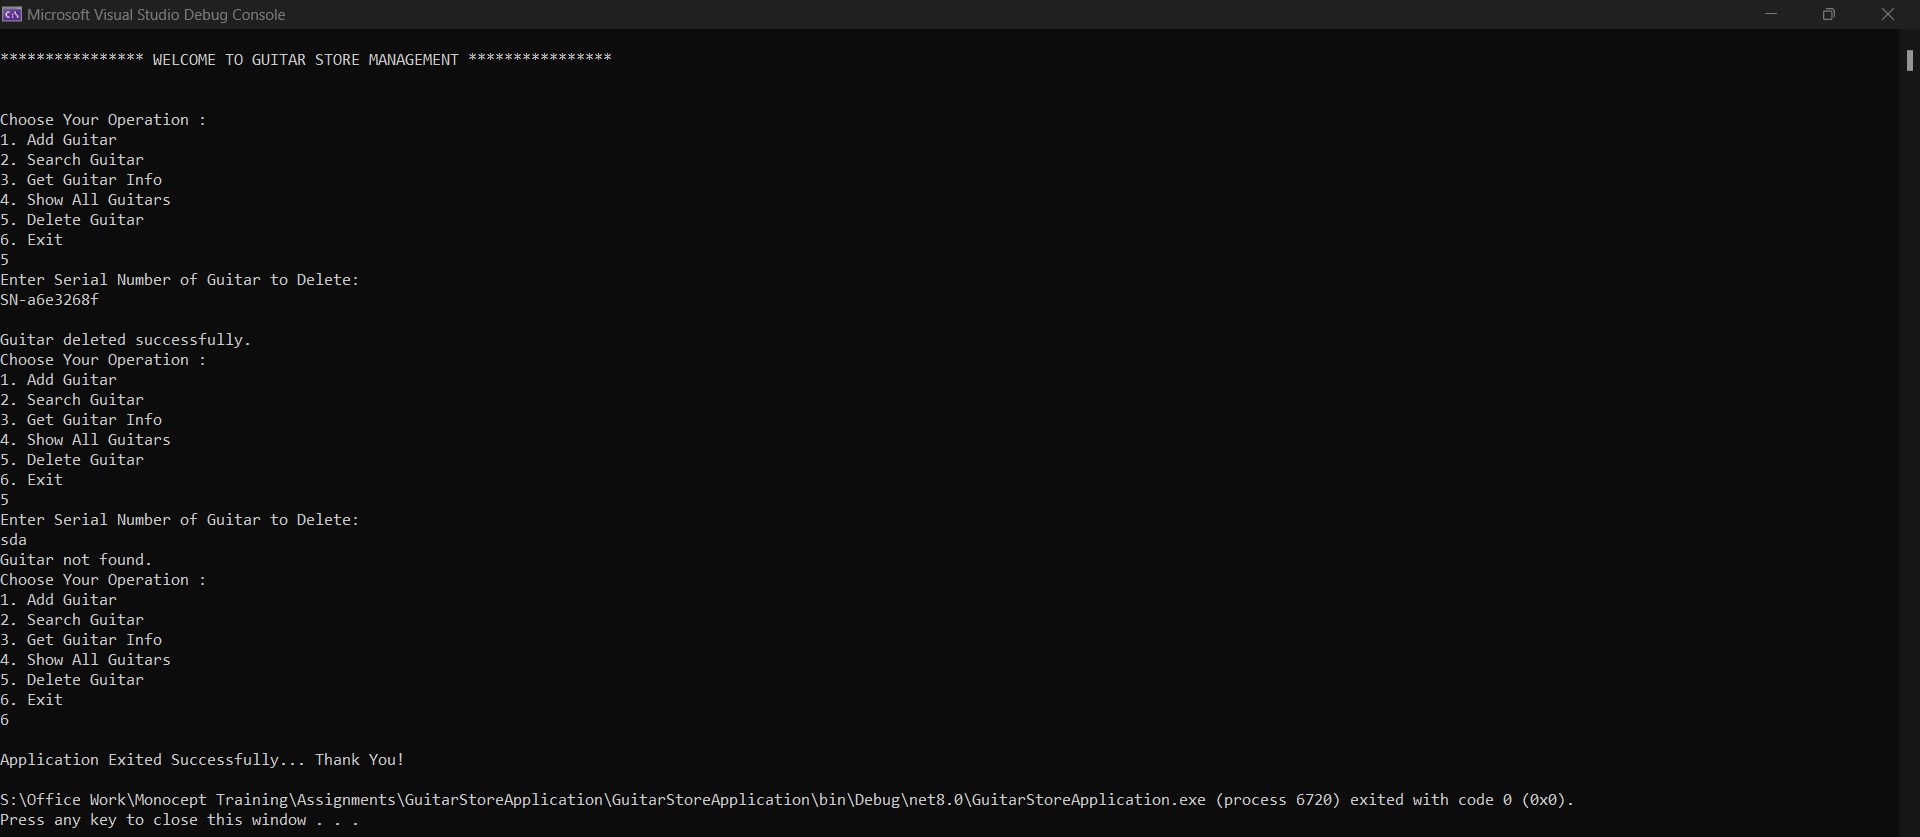 Microsoft Visual Studio Debug Console
**************** WELCOME TO GUITAR STORE MANAGEMENT ****************
Choose Your Operation :
1. Add Guitar
2. Search Guitar
3. Get Guitar Info
4. Show All Guitars
5. Delete Guitar
6. Exit
5
Enter Serial Number of Guitar to Delete:
SN-a6e3268f
Guitar deleted successfully.
Choose Your Operation :
1. Add Guitar
2. Search Guitar
3. Get Guitar Info
4. Show All Guitars
5. Delete Guitar
6. Exit
5
Enter Serial Number of Guitar to Delete:
sda
Guitar not found.
Choose Your Operation :
1. Add Guitar
2. Search Guitar
3. Get Guitar Info
4. Show All Guitars
5. Delete Guitar
6. Exit
6
Application Exited Successfully... Thank You!
S:\Office Work\Monocept Training\Assignments\GuitarStoreApplication\GuitarStoreApplication\bin\Debug\net8.0\GuitarStoreApplication.exe (process 6720) exited with code 0 (0x0).
Press any key to close this window . . .